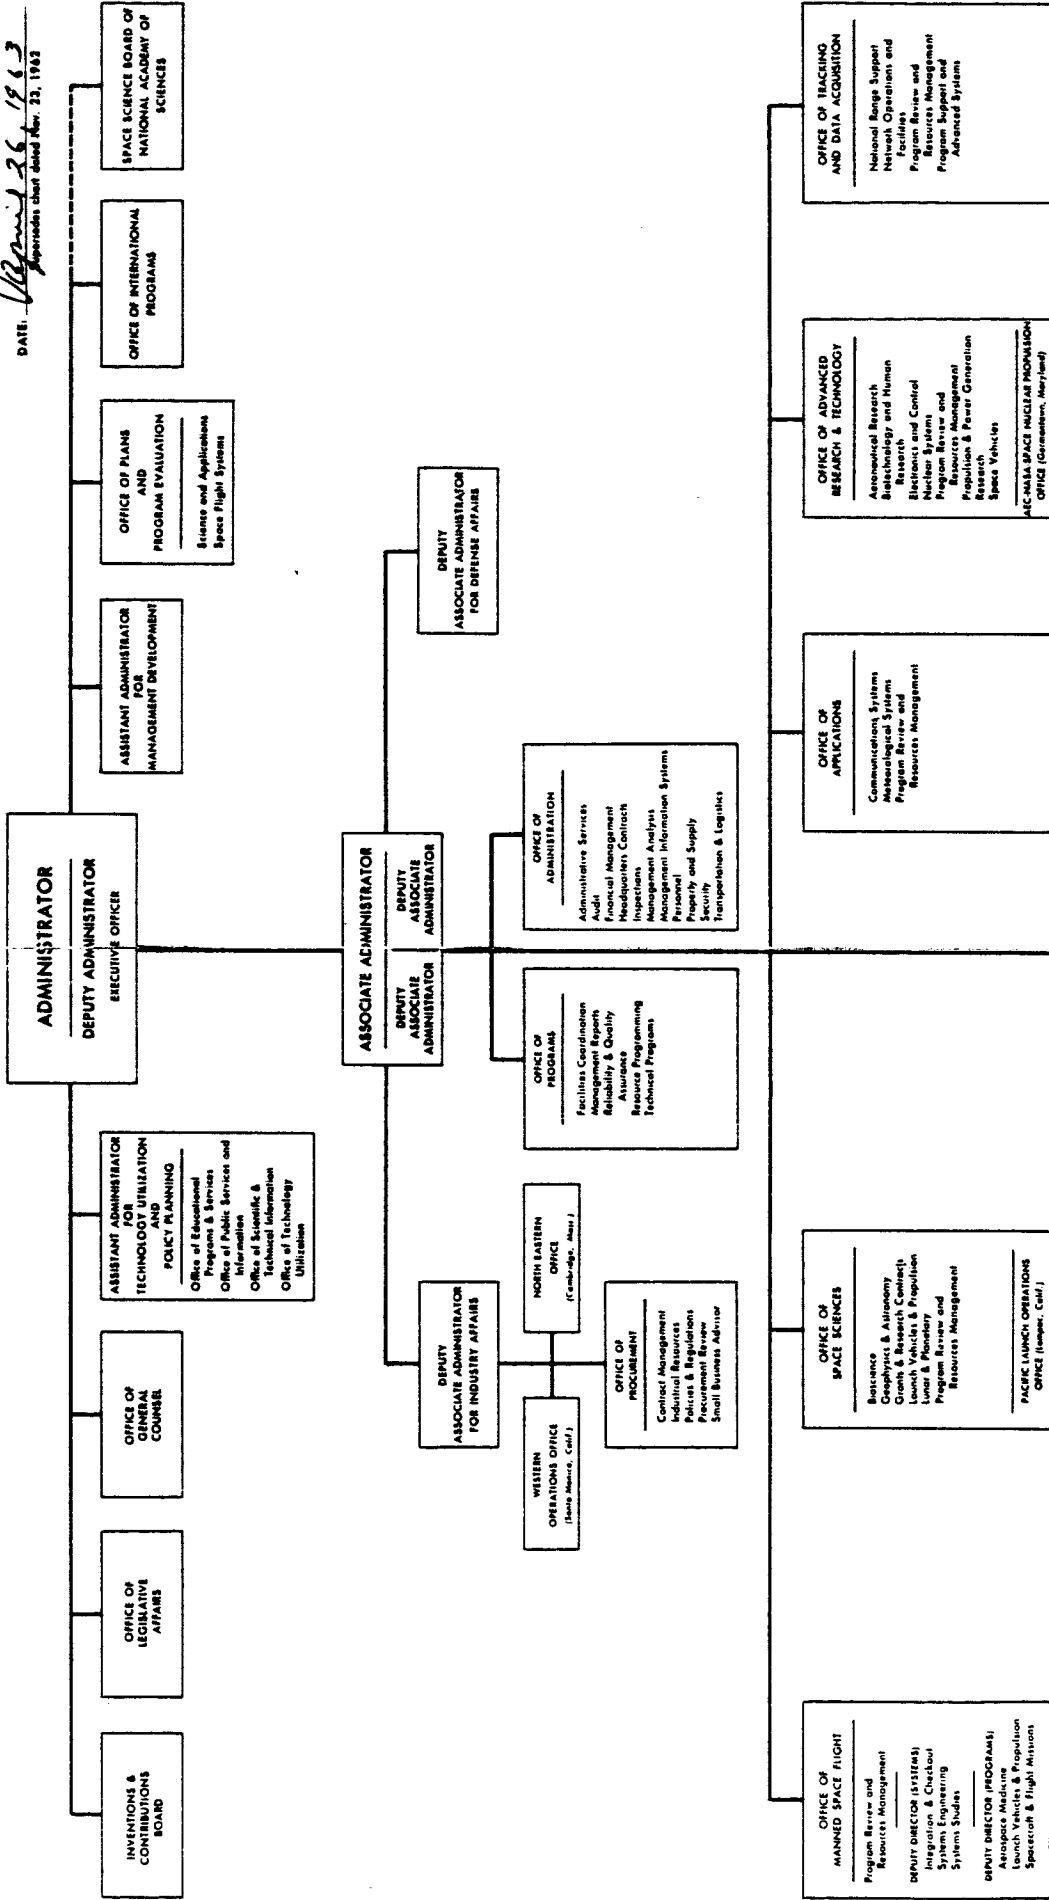 DATE: April 26, 1963
Supersedes chart dated Nov. 23, 1962
ADMINISTRATOR
DEPUTY ADMINISTRATOR
EXECUTIVE OFFICER
INVENTIONS &
CONTRIBUTIONS
BOARD
OFFICE OF
LEGISLATIVE
AFFAIRS
OFFICE OF
GENERAL
COUNSEL
ASSISTANT ADMINISTRATOR
FOR
TECHNOLOGY UTILIZATION
AND
POLICY PLANNING
Office of Educational
Programs & Services
Office of Public Services and
Information
Office of Scientific &
Technical Information
Office of Technology
Utilization
ASSISTANT ADMINISTRATOR
FOR
MANAGEMENT DEVELOPMENT
OFFICE OF PLANS
AND
PROGRAM EVALUATION
Science and Applications
Space Flight Systems
OFFICE OF INTERNATIONAL
PROGRAMS
SPACE SCIENCE BOARD OF
NATIONAL ACADEMY OF
SCIENCES
ASSOCIATE ADMINISTRATOR
DEPUTY
ASSOCIATE
ADMINISTRATOR
DEPUTY
ASSOCIATE
ADMINISTRATOR
DEPUTY
ASSOCIATE ADMINISTRATOR
FOR INDUSTRY AFFAIRS
DEPUTY
ASSOCIATE ADMINISTRATOR
FOR DEFENSE AFFAIRS
WESTERN
OPERATIONS OFFICE
(Santa Monica, Calif.)
NORTH EASTERN
OFFICE
(Cambridge, Mass.)
OFFICE OF
PROCUREMENT
Contract Management
Industrial Resources
Policies & Regulations
Procurement Review
Small Business Advisor
OFFICE OF
PROGRAMS
Facilities Coordination
Management Reports
Reliability & Quality
Assurance
Resource Programming
Technical Programs
OFFICE OF
ADMINISTRATION
Administrative Services
Audit
Financial Management
Headquarters Contracts
Inspections
Management Analysis
Management Information Systems
Personnel
Property and Supply
Security
Transportation & Logistics
OFFICE OF
MANNED SPACE FLIGHT
Program Review and
Resources Management
DEPUTY DIRECTOR (SYSTEMS)
Integration & Checkout
Systems Engineering
Systems Studies
DEPUTY DIRECTOR (PROGRAMS)
Aerospace Medicine
Launch Vehicles & Propulsion
Spacecraft & Flight Missions
OFFICE OF
SPACE SCIENCES
Bioscience
Geophysics & Astronomy
Grants & Research Contracts
Launch Vehicles & Propulsion
Lunar & Planetary
Program Review and
Resources Management
PACIFIC LAUNCH OPERATIONS
OFFICE (Lompoc, Calif.)
OFFICE OF
APPLICATIONS
Communications Systems
Meteorological Systems
Program Review and
Resources Management
OFFICE OF ADVANCED
RESEARCH & TECHNOLOGY
Aeronautical Research
Biotechnology and Human
Research
Electronics and Control
Nuclear Systems
Program Review and
Resources Management
Propulsion & Power Generation
Research
Space Vehicles
AEC-NASA SPACE NUCLEAR PROPULSION
OFFICE (Germantown, Maryland)
OFFICE OF TRACKING
AND DATA ACQUISITION
National Range Support
Network Operations and
Facilities
Program Review and
Resources Management
Program Support and
Advanced Systems